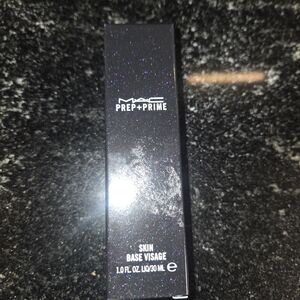 MAC
PREP+PRIME
SKIN
BASE VISAGE
1.0 FL. OZ. LIQ/30 ML e